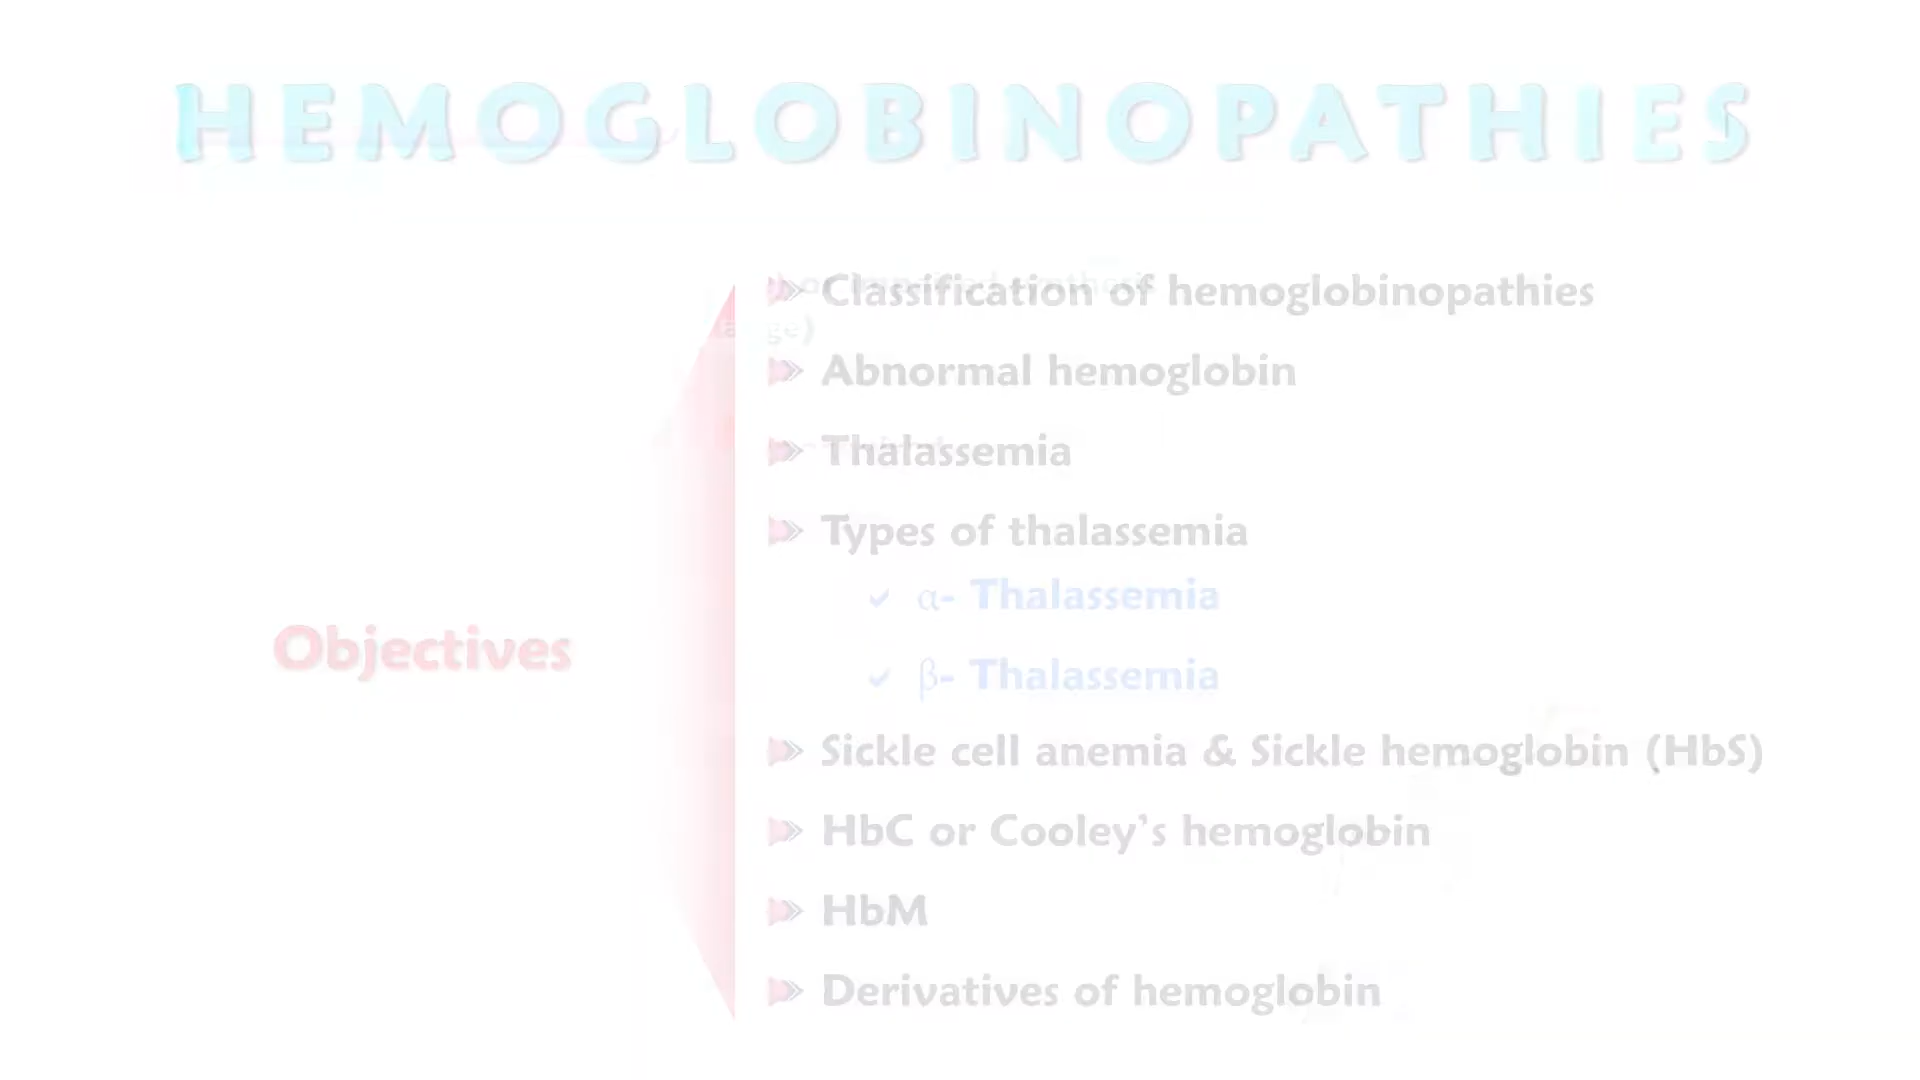 HEMOGLOBINOPATHIES
Classification of hemoglobinopathies
Abnormal hemoglobin
Thalassemia
Types of thalassemia
α- Thalassemia
Objectives
β- Thalassemia
Sickle cell anemia & Sickle hemoglobin (HbS)
HbC or Cooley’s hemoglobin
HbM
Derivatives of hemoglobin